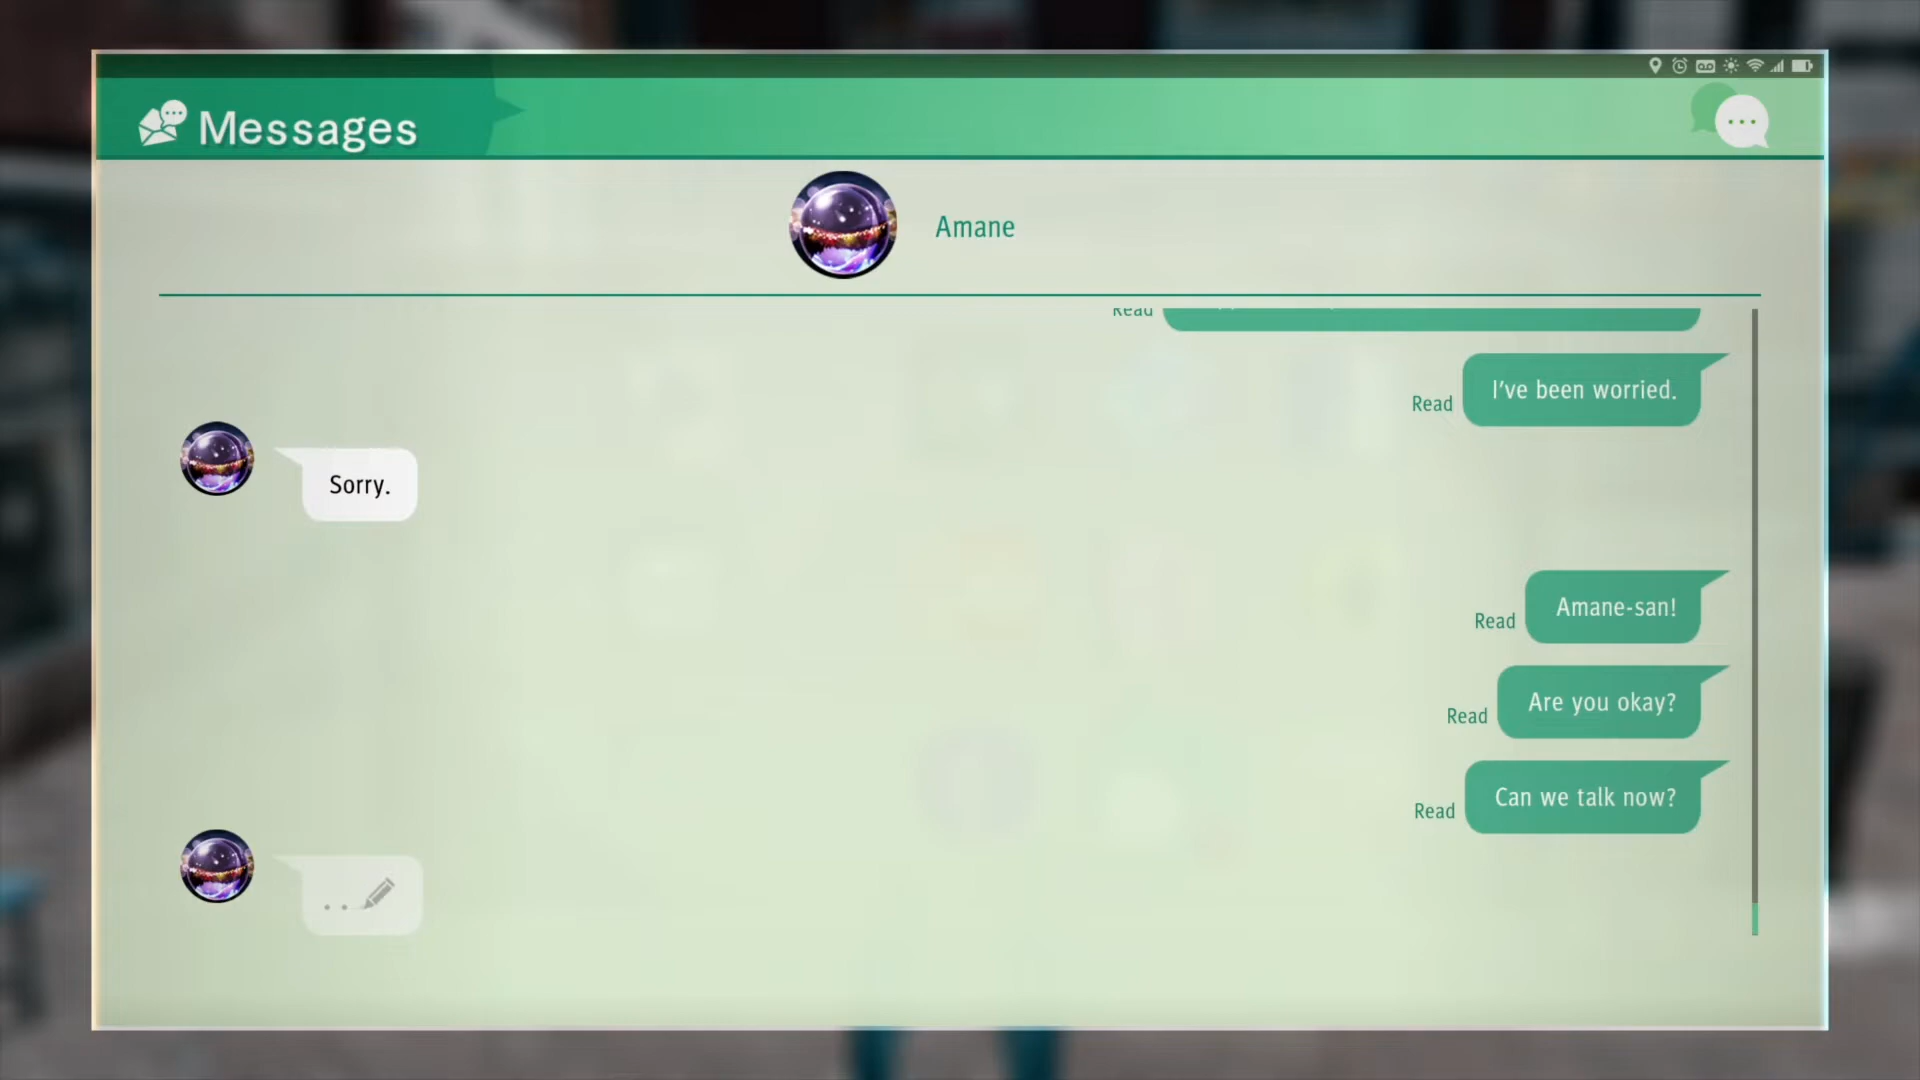 Messages
Amane
Read
I've been worried.
Read
Sorry.
Amane-san!
Read
Are you okay?
Read
Can we talk now?
Read
...